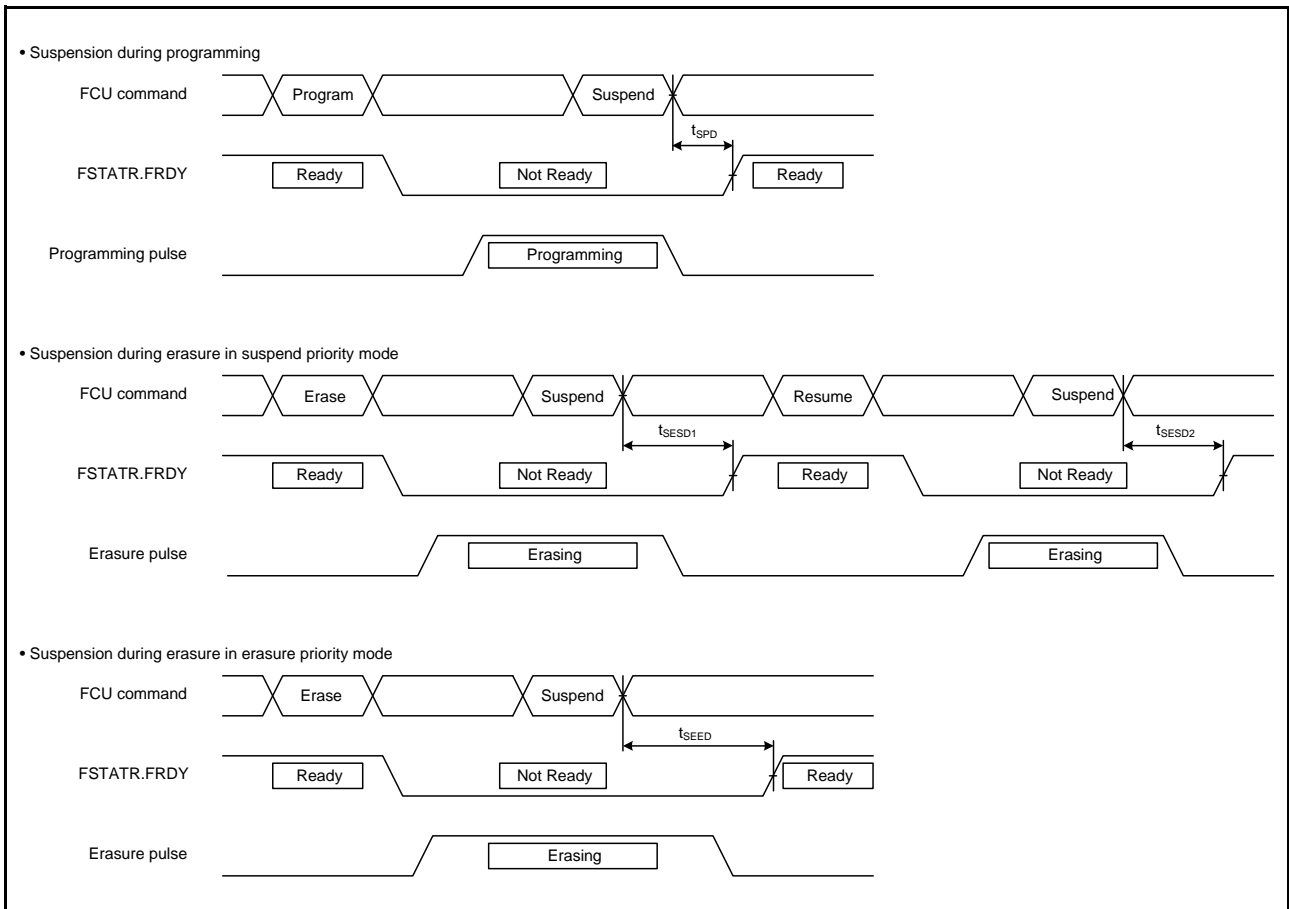 • Suspension during programming
FCU command Program Suspend
tSPD
FSTATR.FRDY Ready Not Ready Ready
Programming pulse Programming
• Suspension during erasure in suspend priority mode
FCU command Erase Suspend Resume Suspend
tSESD1 tSESD2
FSTATR.FRDY Ready Not Ready Ready Not Ready
Erasure pulse Erasing Erasing
• Suspension during erasure in erasure priority mode
FCU command Erase Suspend
tSEED
FSTATR.FRDY Ready Not Ready Ready
Erasure pulse Erasing